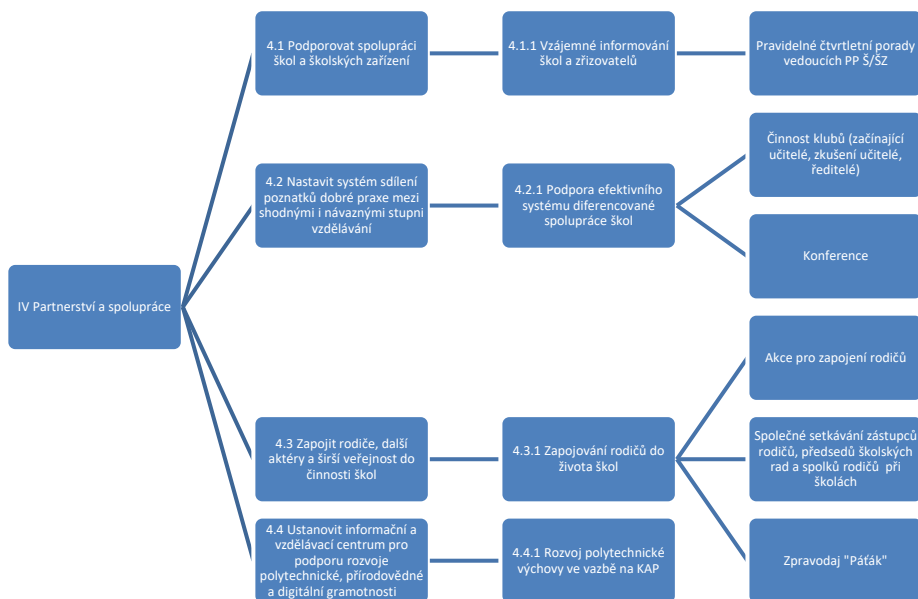 4.1 Podporovat spolupráci
škol a školských zařízení
4.1.1 Vzájemné informování
škol a zřizovatelů
Pravidelné čtvrtletní porady
vedoucích PP Š/ŠZ
Činnost klubů (začínající
učitelé, zkušení učitelé,
ředitelé)
4.2 Nastavit systém sdílení
poznatků dobré praxe mezi
shodnými i návaznými stupni
vzdělávání
4.2.1 Podpora efektivního
systému diferencované
spolupráce škol
Konference
IV Partnerství a spolupráce
Akce pro zapojení rodičů
4.3 Zapojit rodiče, další
aktéry a širší veřejnost do
činnosti škol
4.3.1 Zapojování rodičů do
života škol
Společné setkávání zástupců
rodičů, předsedů školských
rad a spolků rodičů při
školách
4.4 Ustanovit informační a
vzdělávací centrum pro
podporu rozvoje
polytechnické, přírodovědné
a digitální gramotnosti
4.4.1 Rozvoj polytechnické
výchovy ve vazbě na KAP
Zpravodaj "Páťák"